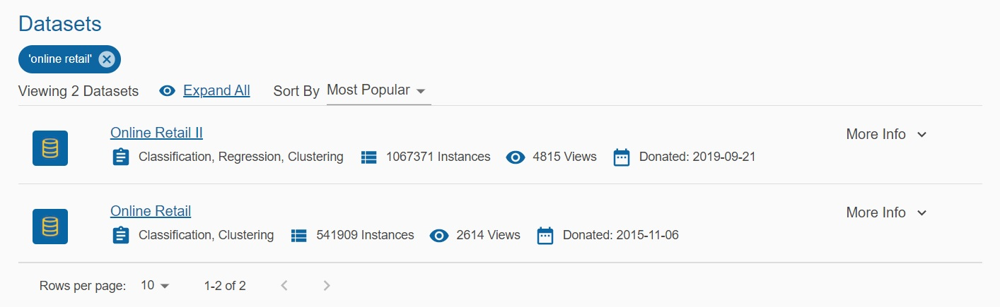 Datasets
'online retail'
Viewing 2 Datasets Expand All Sort By Most Popular
Online Retail II More Info
Classification, Regression, Clustering 1067371 Instances 4815 Views Donated: 2019-09-21
Online Retail More Info
Classification, Clustering 541909 Instances 2614 Views Donated: 2015-11-06
Rows per page: 10 1-2 of 2